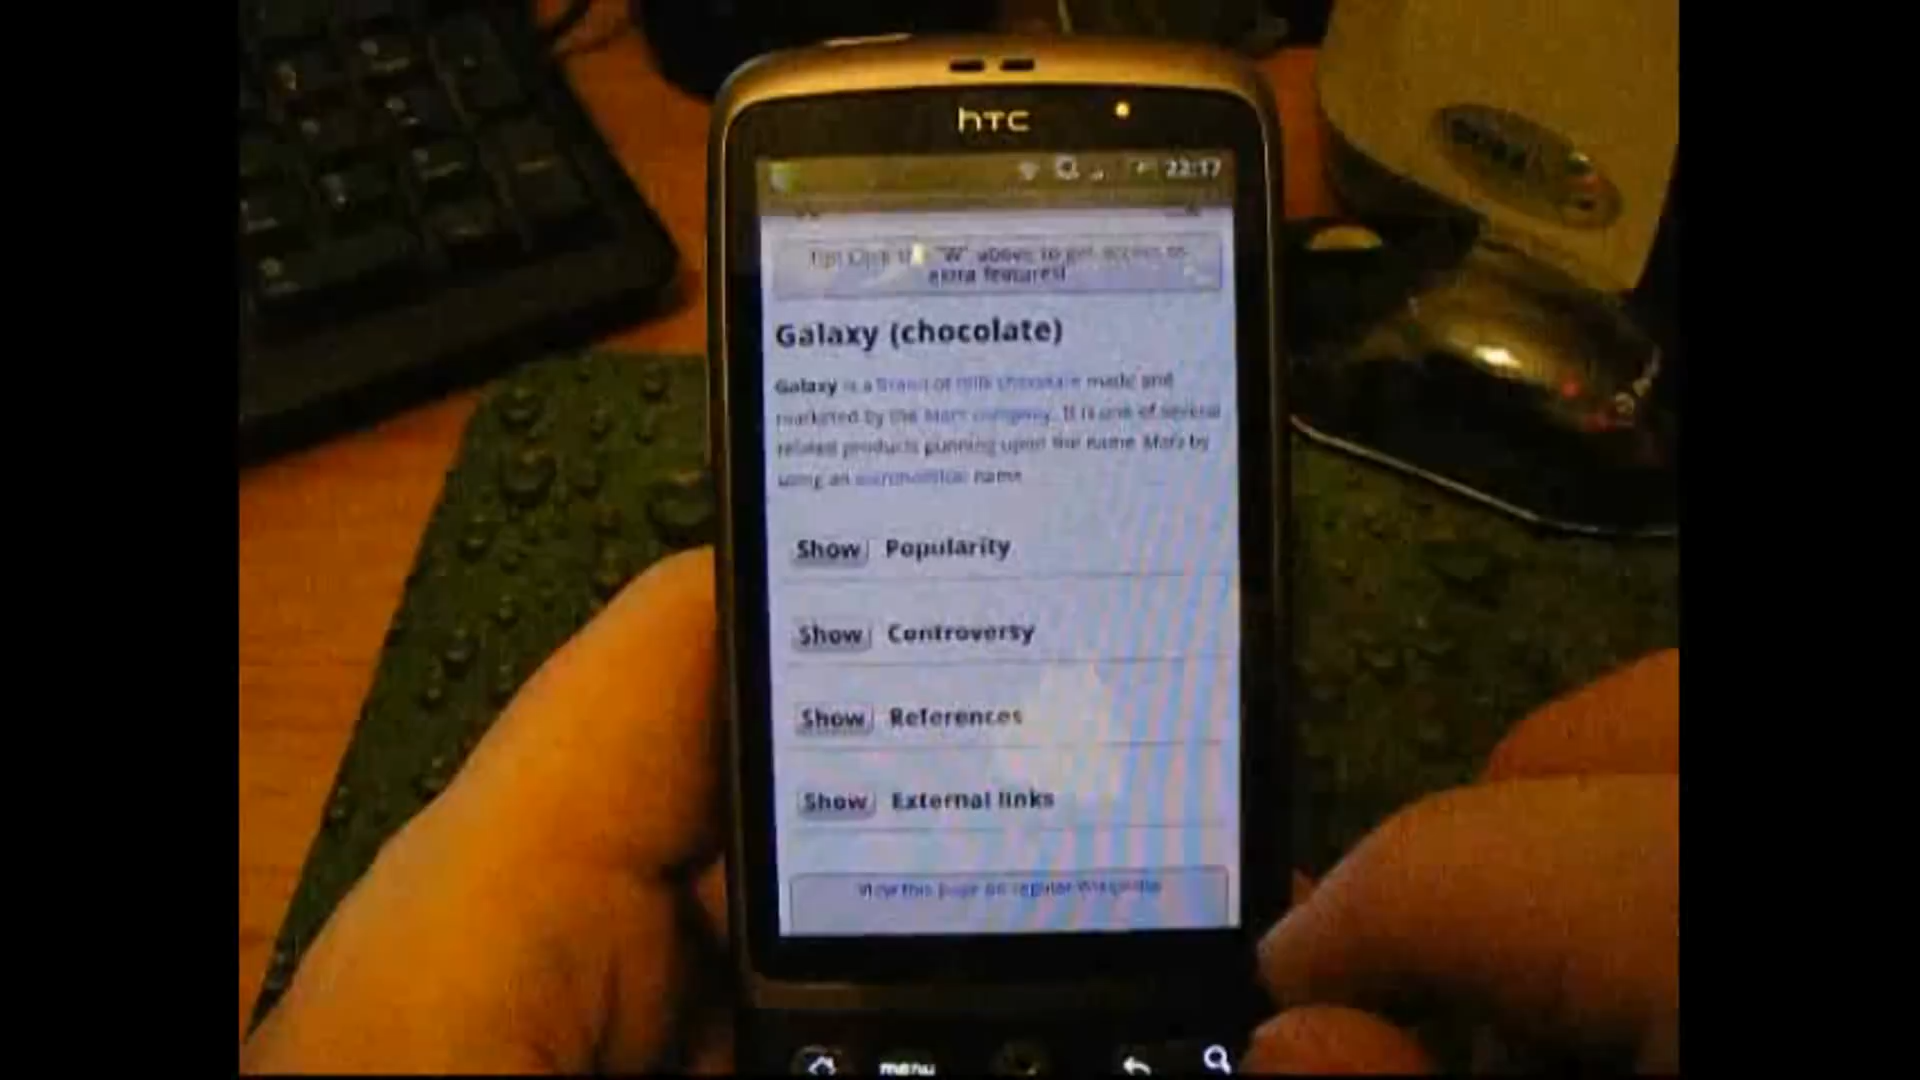 htc
22:17
Tip! Click the "W" above to get access to
extra features!
Galaxy (chocolate)
Galaxy is a brand of milk chocolate made and
marketed by the Mars company. It is one of several
related products punning upon the name Mars by
using an astronomical name
Show Popularity
Show Controversy
Show References
Show External links
View this page on regular Wikipedia
menu